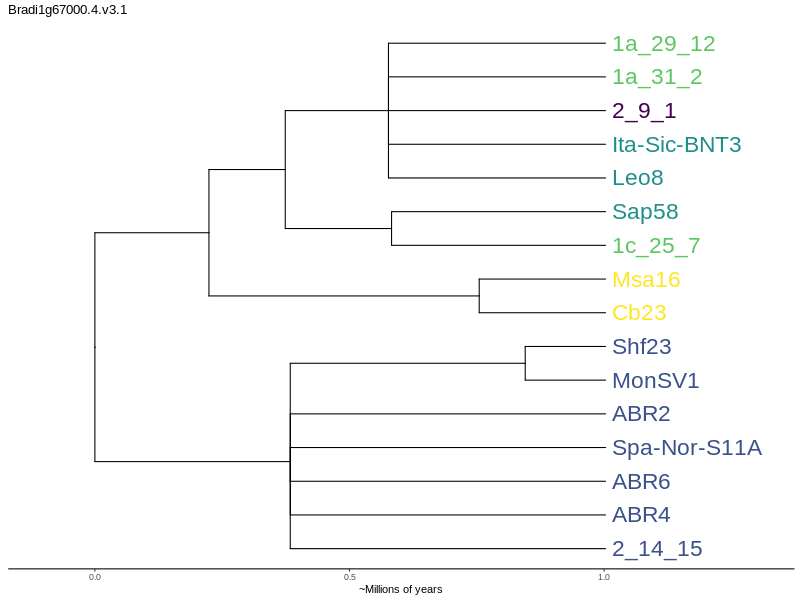 Bradi1g67000.4.v3.1
1a_29_12
1a_31_2
2_9_1
Ita-Sic-BNT3
Leo8
Sap58
1c_25_7
Msa16
Cb23
Shf23
MonSV1
ABR2
Spa-Nor-S11A
ABR6
ABR4
2_14_15
0.0 0.5 1.0
~Millions of years